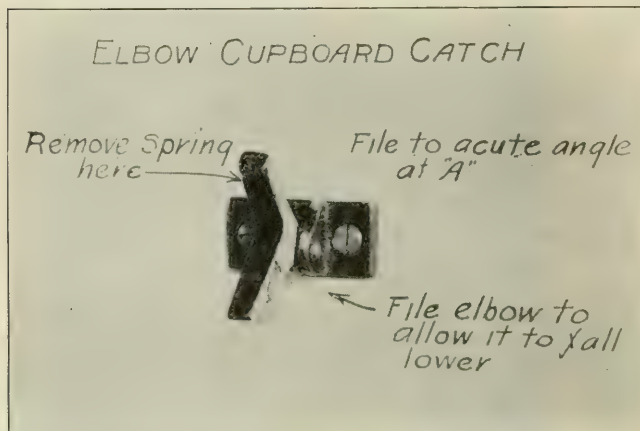 ELBOW CUPBOARD CATCH
Remove Spring
here
File to acute angle
at "A"
File elbow to
allow it to fall
lower